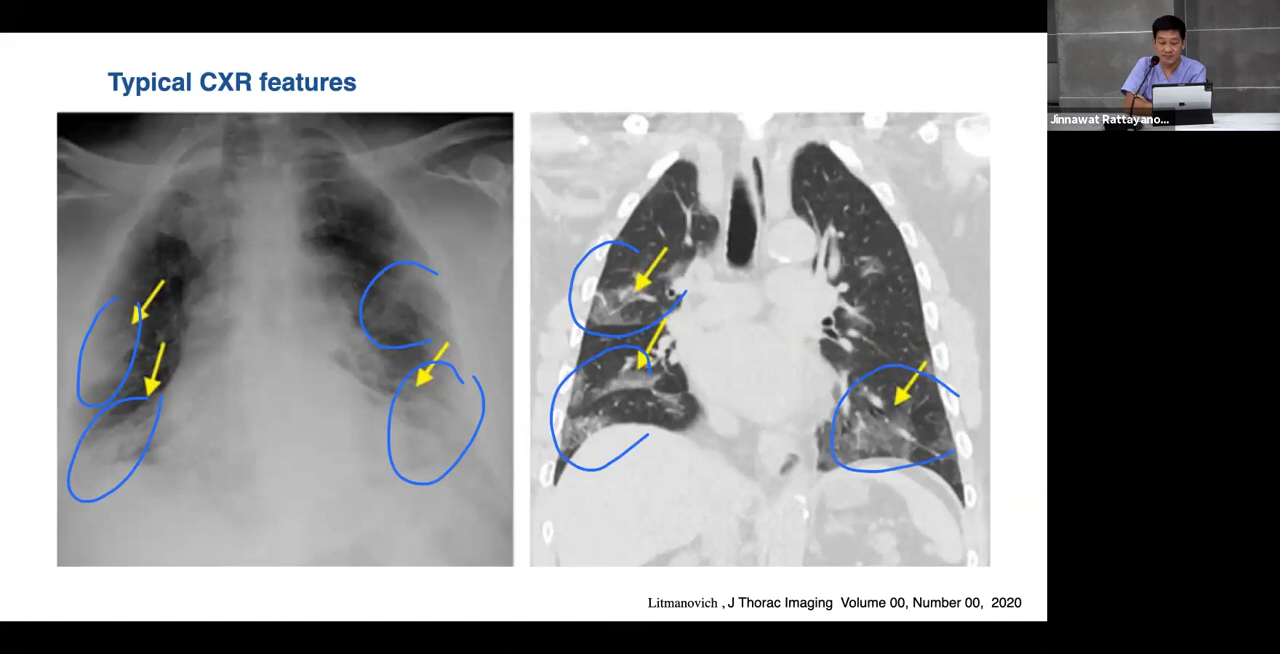 Typical CXR features
Jinnawat Rattayano...
Litmanovich , J Thorac Imaging Volume 00, Number 00, 2020